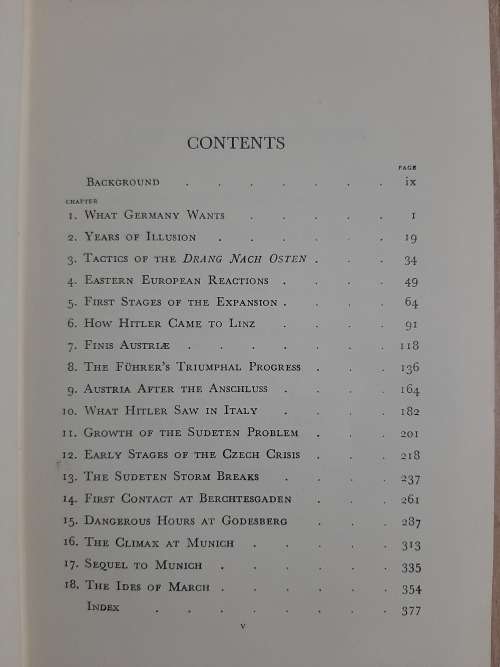 CONTENTS
PAGE
Background . . . . . . . ix
CHAPTER
1. What Germany Wants . . . . . 1
2. Years of Illusion . . . . . . 19
3. Tactics of the Drang Nach Osten . . . 34
4. Eastern European Reactions . . . . 49
5. First Stages of the Expansion . . . . 64
6. How Hitler Came to Linz . . . . 91
7. Finis Austriæ . . . . . . 118
8. The Führer's Triumphal Progress . . . 136
9. Austria After the Anschluss . . . . 164
10. What Hitler Saw in Italy . . . . 182
11. Growth of the Sudeten Problem . . . 201
12. Early Stages of the Czech Crisis . . . 218
13. The Sudeten Storm Breaks . . . . 237
14. First Contact at Berchtesgaden . . . 261
15. Dangerous Hours at Godesberg . . . 287
16. The Climax at Munich . . . . . 313
17. Sequel to Munich . . . . . . 335
18. The Ides of March . . . . . . 354
Index . . . . . . . . 377
v